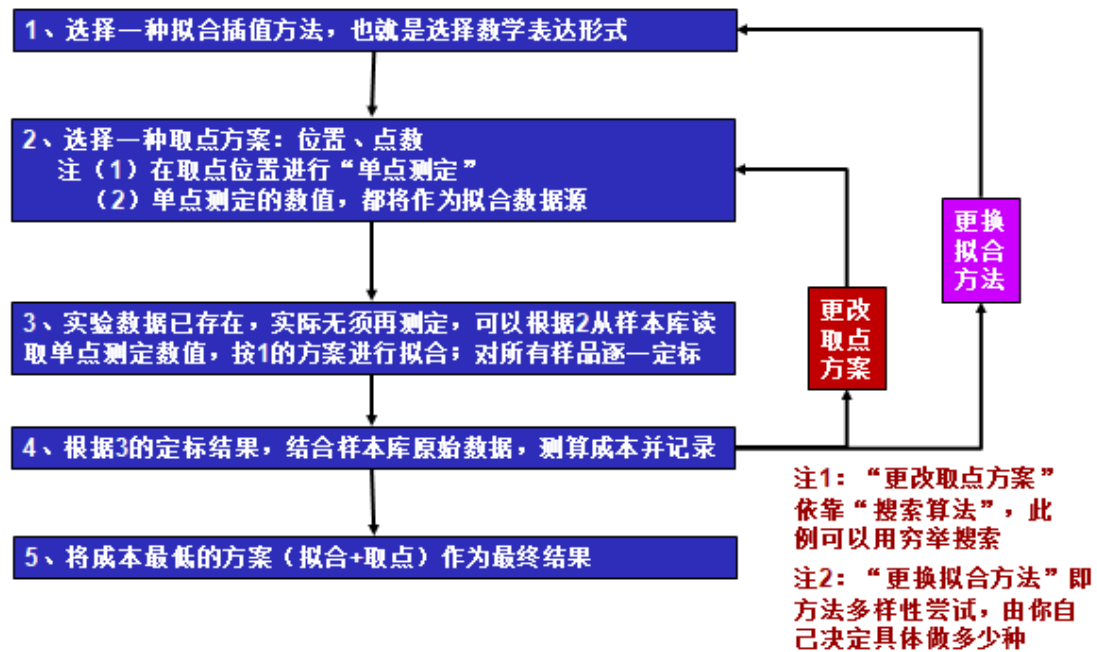 1、选择一种拟合插值方法，也就是选择数学表达形式
2、选择一种取点方案：位置、点数
注（1）在取点位置进行“单点测定”
（2）单点测定的数值，都将作为拟合数据源
3、实验数据已存在，实际无须再测定，可以根据2从样本库读
取单点测定数值，按1的方案进行拟合；对所有样品逐一定标
4、根据3的定标结果，结合样本库原始数据，测算成本并记录
5、将成本最低的方案（拟合+取点）作为最终结果
更改
取点
方案
更换
拟合
方法
注1：“更改取点方案”
依靠“搜索算法”，此
例可以用穷举搜索
注2：“更换拟合方法”即
方法多样性尝试，由你自
己决定具体做多少种